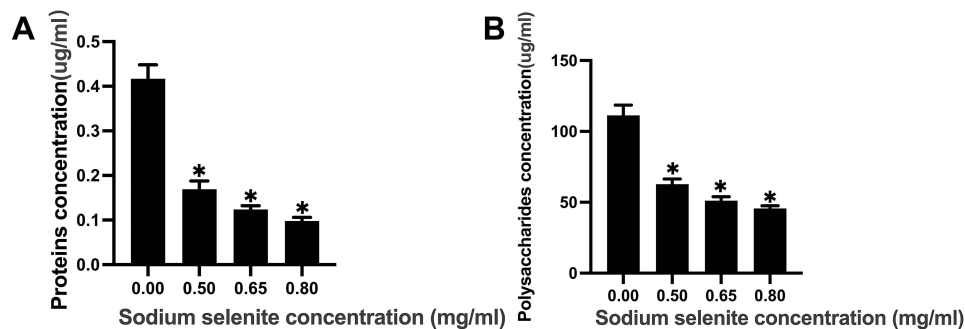 A
Proteins concentration(ug/ml)
0.5
0.4
0.3
0.2
0.1
0.0
* * *
0.00 0.50 0.65 0.80
Sodium selenite concentration (mg/ml)
B
Polysaccharides concentration(ug/ml)
150
100
50
0
* * *
0.00 0.50 0.65 0.80
Sodium selenite concentration (mg/ml)